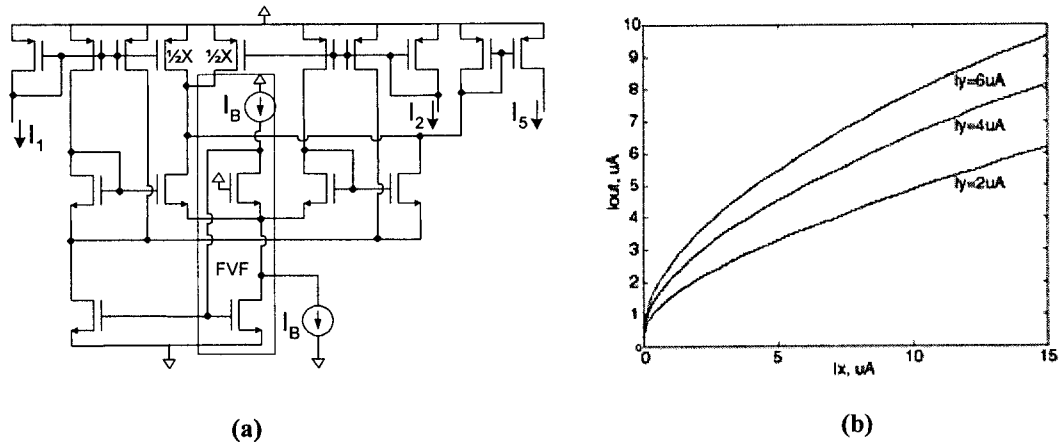 ½X ½X
I_B
I_1
I_2
I_5
FVF
I_B
(a)
10
9
8
7
6
5
4
3
2
1
0
Iout, uA
Iy=6uA
Iy=4uA
Iy=2uA
0 5 10 15
Ix, uA
(b)